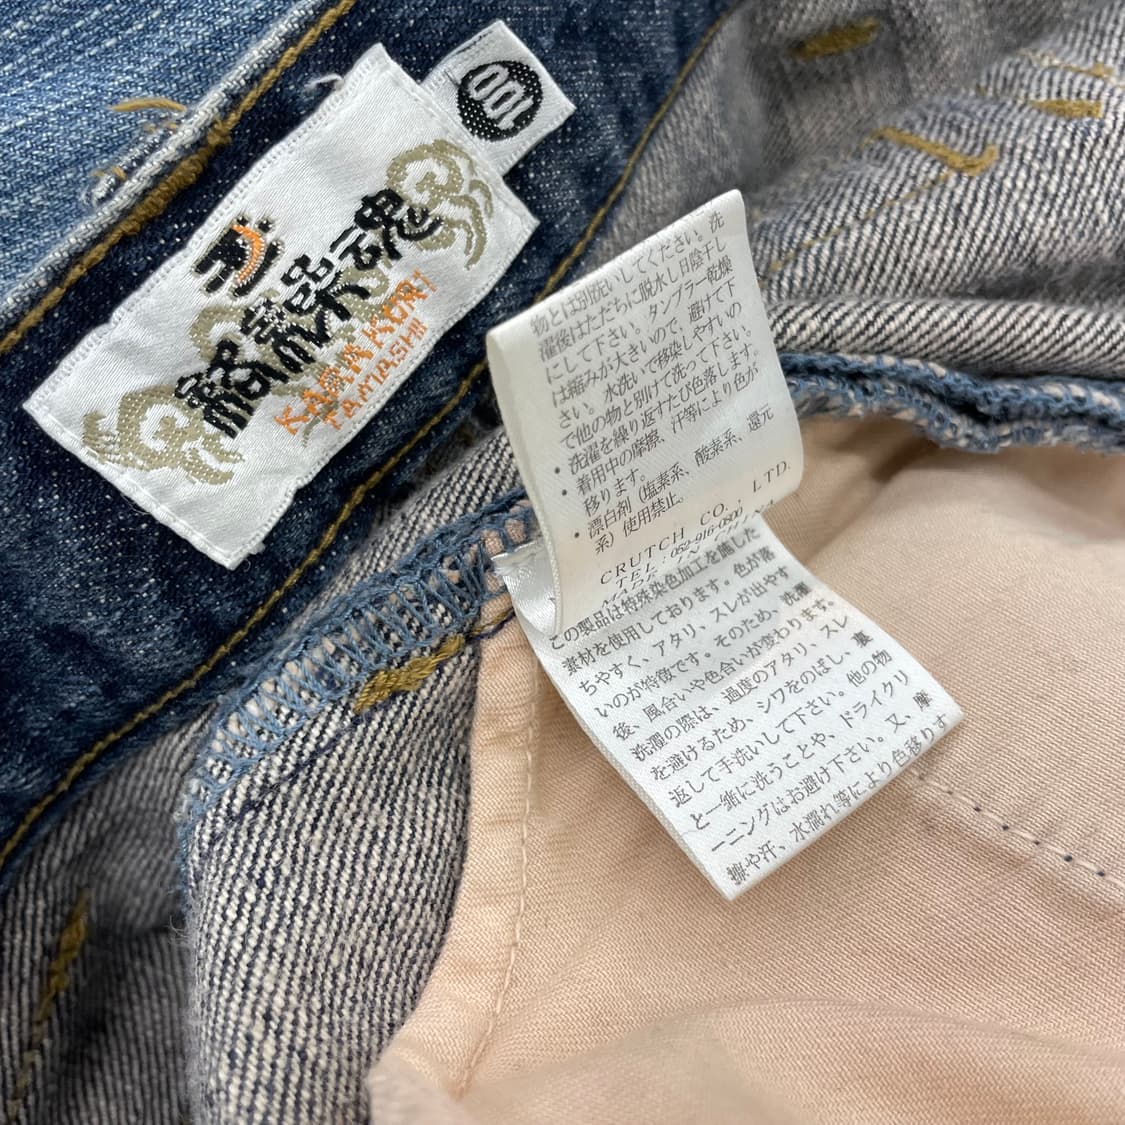 100
魂
KARAKURI
TAMASHII
物とは別洗いしてください。洗
濯後はただちに脱水し日陰干し
にして下さい。タンブラー乾燥
は縮みが大きいので、避けて下
さい。水洗いで移染しやすいの
で他の物と別けて洗って下さい。
・洗濯を繰り返すたび色落します。
・着用中の摩擦、汗等により色が
移ります。
・漂白剤（塩素系、酸素系、還元
系）使用禁止。
CRUTCH CO., LTD.
TEL:052-916-0800
MADE IN CHINA
この製品は特殊染色加工を施した
素材を使用しております。色が落
ちやすく、アタリ、スレが出やす
いのが特徴です。そのため、洗濯
後、風合いや色合いが変わります。
洗濯の際は、過度のアタリ、スレ
を避けるため、シワをのばし、裏
返して手洗いして下さい。他の物
と一緒に洗うことや、ドライクリ
ーニングはお避け下さい。又、摩
擦や汗、水濡れ等により色移りす